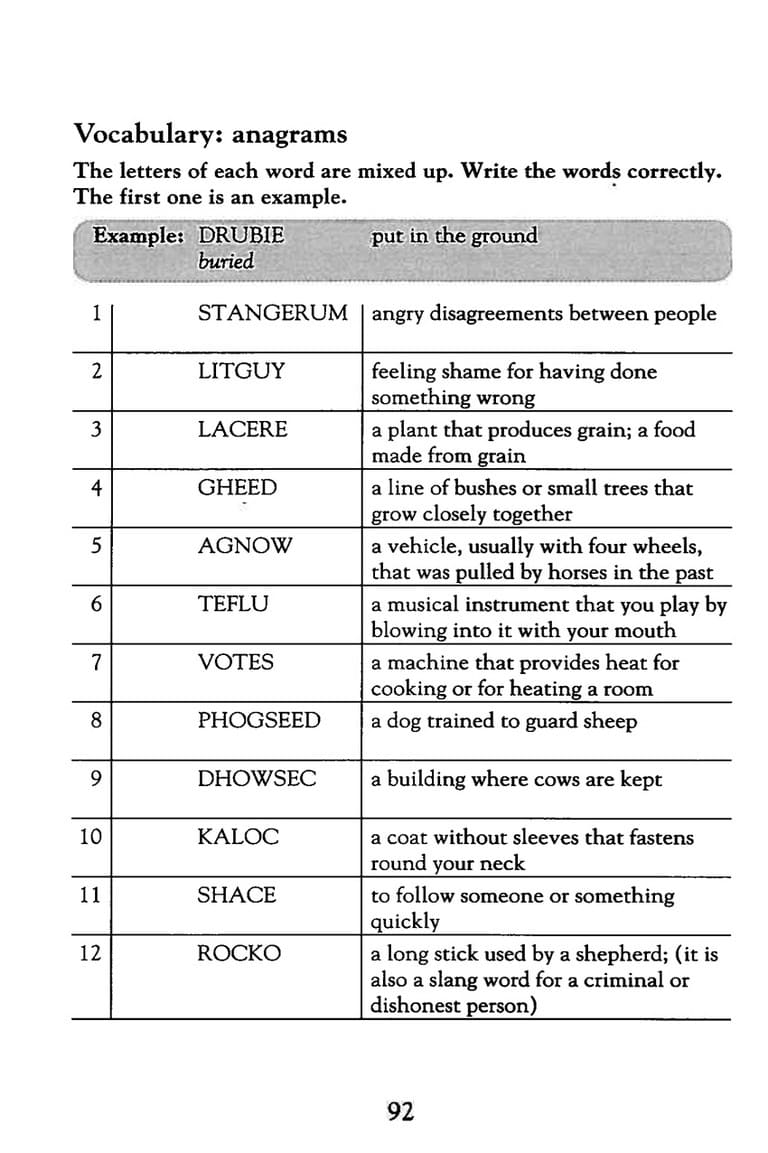 Vocabulary: anagrams
The letters of each word are mixed up. Write the words correctly.
The first one is an example.
Example: DRUBIE put in the ground
buried
1 STANGERUM angry disagreements between people
2 LITGUY feeling shame for having done
something wrong
3 LACERE a plant that produces grain; a food
made from grain
4 GHEED a line of bushes or small trees that
grow closely together
5 AGNOW a vehicle, usually with four wheels,
that was pulled by horses in the past
6 TEFLU a musical instrument that you play by
blowing into it with your mouth
7 VOTES a machine that provides heat for
cooking or for heating a room
8 PHOGSEED a dog trained to guard sheep
9 DHOWSEC a building where cows are kept
10 KALOC a coat without sleeves that fastens
round your neck
11 SHACE to follow someone or something
quickly
12 ROCKO a long stick used by a shepherd; (it is
also a slang word for a criminal or
dishonest person)
92